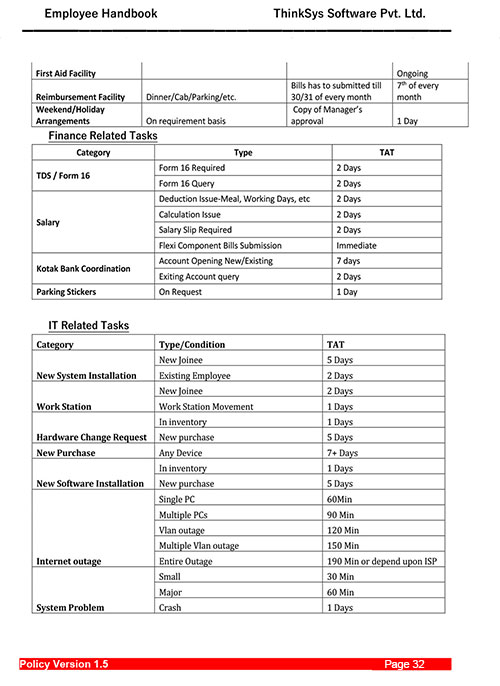 Employee Handbook ThinkSys Software Pvt. Ltd.
First Aid Facility Ongoing
Bills has to submitted till 7th of every
Reimbursement Facility Dinner/Cab/Parking/etc. 30/31 of every month month
Weekend/Holiday Copy of Manager's
Arrangements On requirement basis approval 1 Day
Finance Related Tasks
Category Type TAT
TDS / Form 16 Form 16 Required 2 Days
Form 16 Query 2 Days
Salary Deduction Issue-Meal, Working Days, etc 2 Days
Calculation Issue 2 Days
Salary Slip Required 2 Days
Flexi Component Bills Submission Immediate
Kotak Bank Coordination Account Opening New/Existing 7 days
Exiting Account query 2 Days
Parking Stickers On Request 1 Day
IT Related Tasks
Category Type/Condition TAT
New Joinee 5 Days
New System Installation Existing Employee 2 Days
New Joinee 2 Days
Work Station Work Station Movement 1 Days
In inventory 1 Days
Hardware Change Request New purchase 5 Days
New Purchase Any Device 7+ Days
In inventory 1 Days
New Software Installation New purchase 5 Days
Single PC 60Min
Multiple PCs 90 Min
Vlan outage 120 Min
Multiple Vlan outage 150 Min
Internet outage Entire Outage 190 Min or depend upon ISP
Small 30 Min
Major 60 Min
System Problem Crash 1 Days
Policy Version 1.5 Page 32